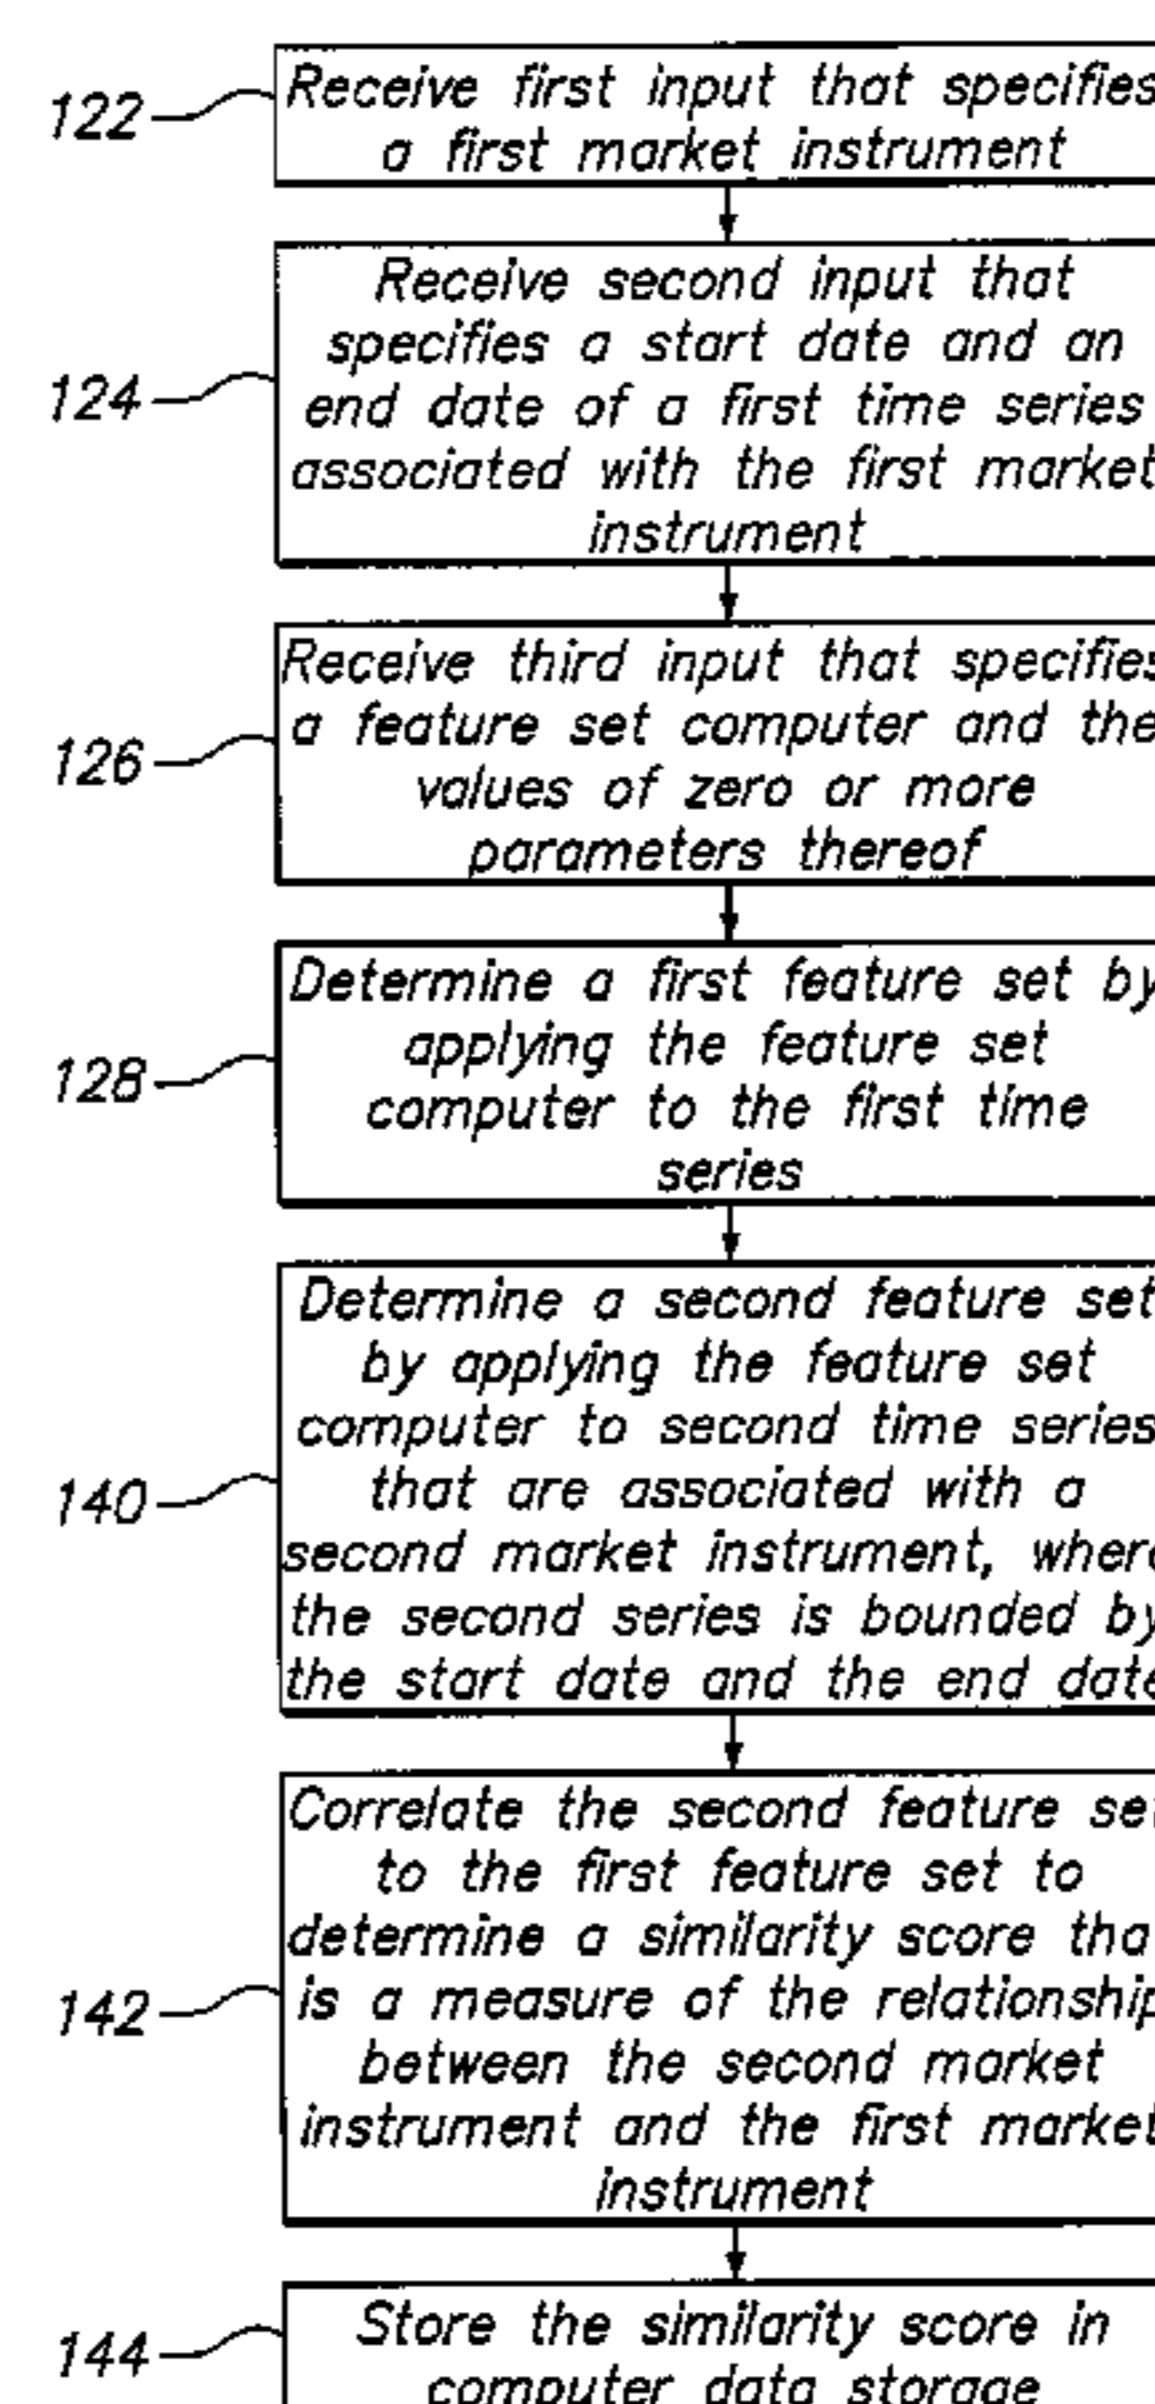 122
Receive first input that specifies
a first market instrument
124
Receive second input that
specifies a start date and an
end date of a first time series
associated with the first market
instrument
126
Receive third input that specifies
a feature set computer and the
values of zero or more
parameters thereof
128
Determine a first feature set by
applying the feature set
computer to the first time
series
140
Determine a second feature set
by applying the feature set
computer to second time series
that are associated with a
second market instrument, where
the second series is bounded by
the start date and the end date
142
Correlate the second feature set
to the first feature set to
determine a similarity score tha
is a measure of the relationship
between the second market
instrument and the first market
instrument
144
Store the similarity score in
computer data storage